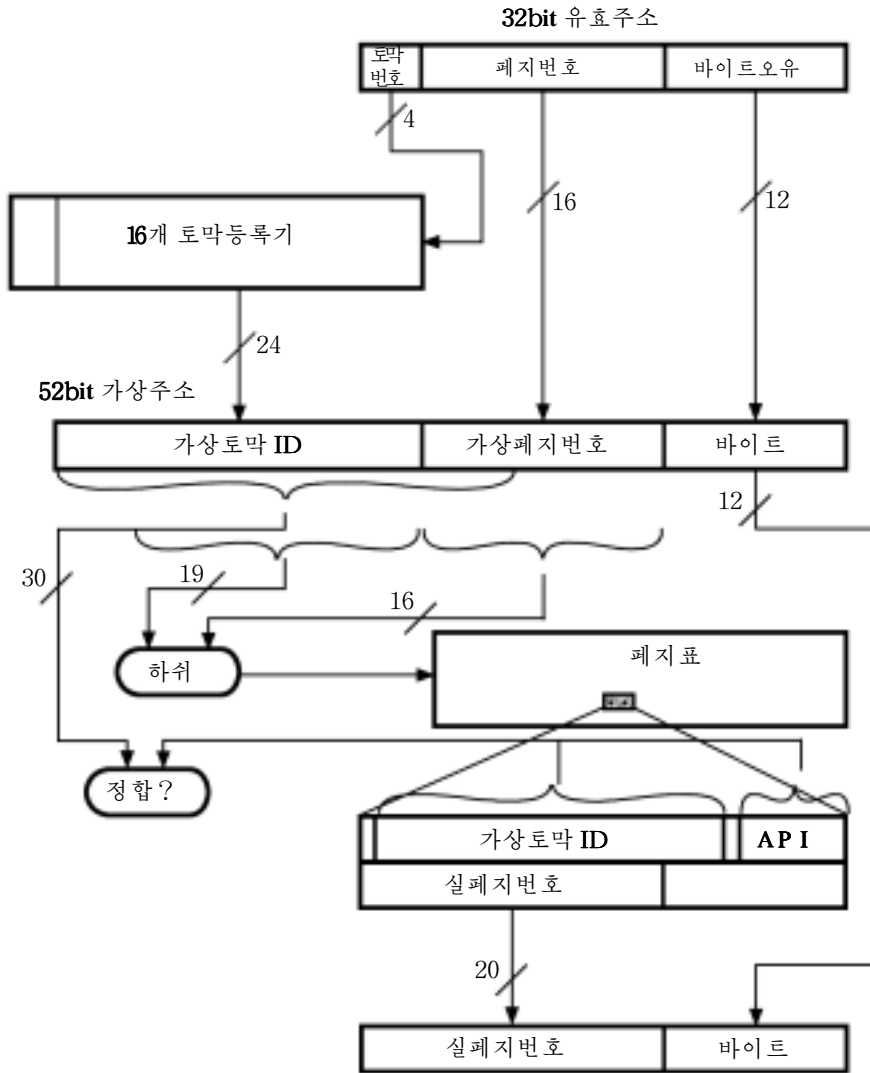 32bit 유효주소
토막
번호
페지번호
바이트오유
4
16
12
16개 토막등록기
24
52bit 가상주소
가상토막 ID
가상페지번호
바이트
12
30
19
16
하쉬
페지표
정합?
가상토막 ID
API
실페지번호
20
실페지번호
바이트